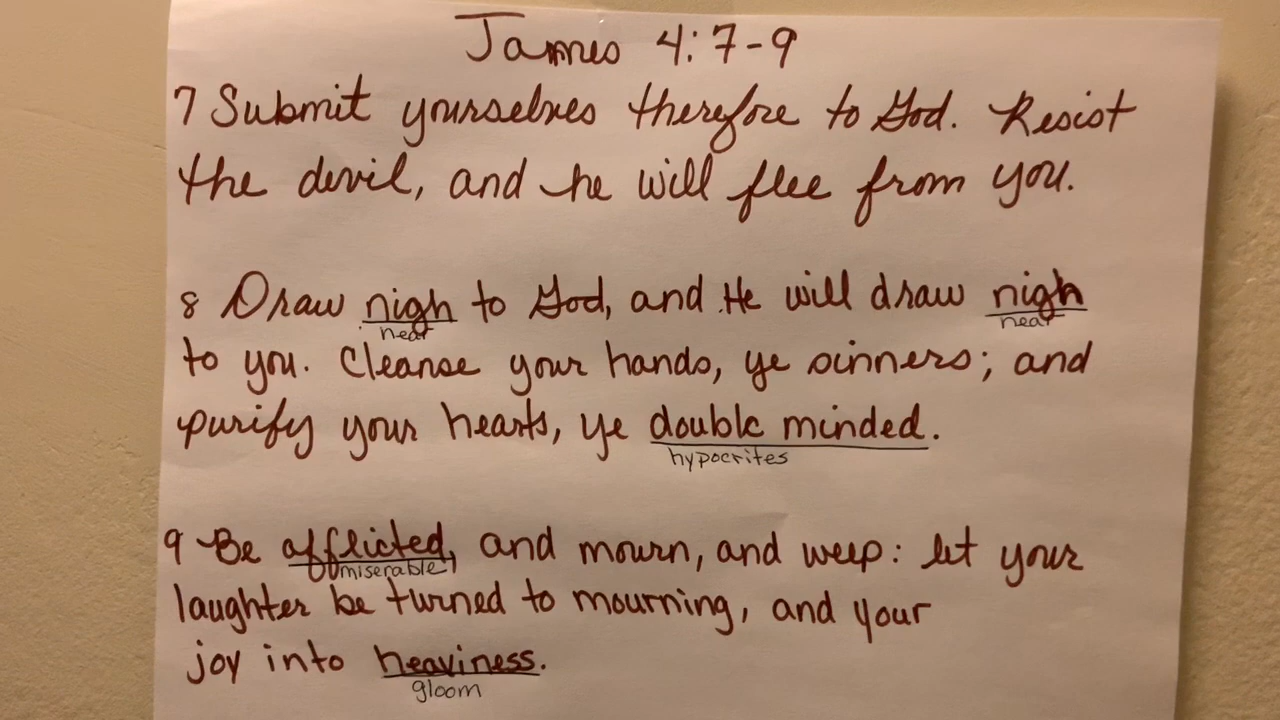 James 4:7-9
7 Submit yourselves therefore to God. Resist
the devil, and he will flee from you.
8 Draw nigh to God, and He will draw nigh
near near
to you. Cleanse your hands, ye sinners; and
purify your hearts, ye double minded.
hypocrites
9 Be afflicted, and mourn, and weep: let your
miserable
laughter be turned to mourning, and your
joy into heaviness.
gloom